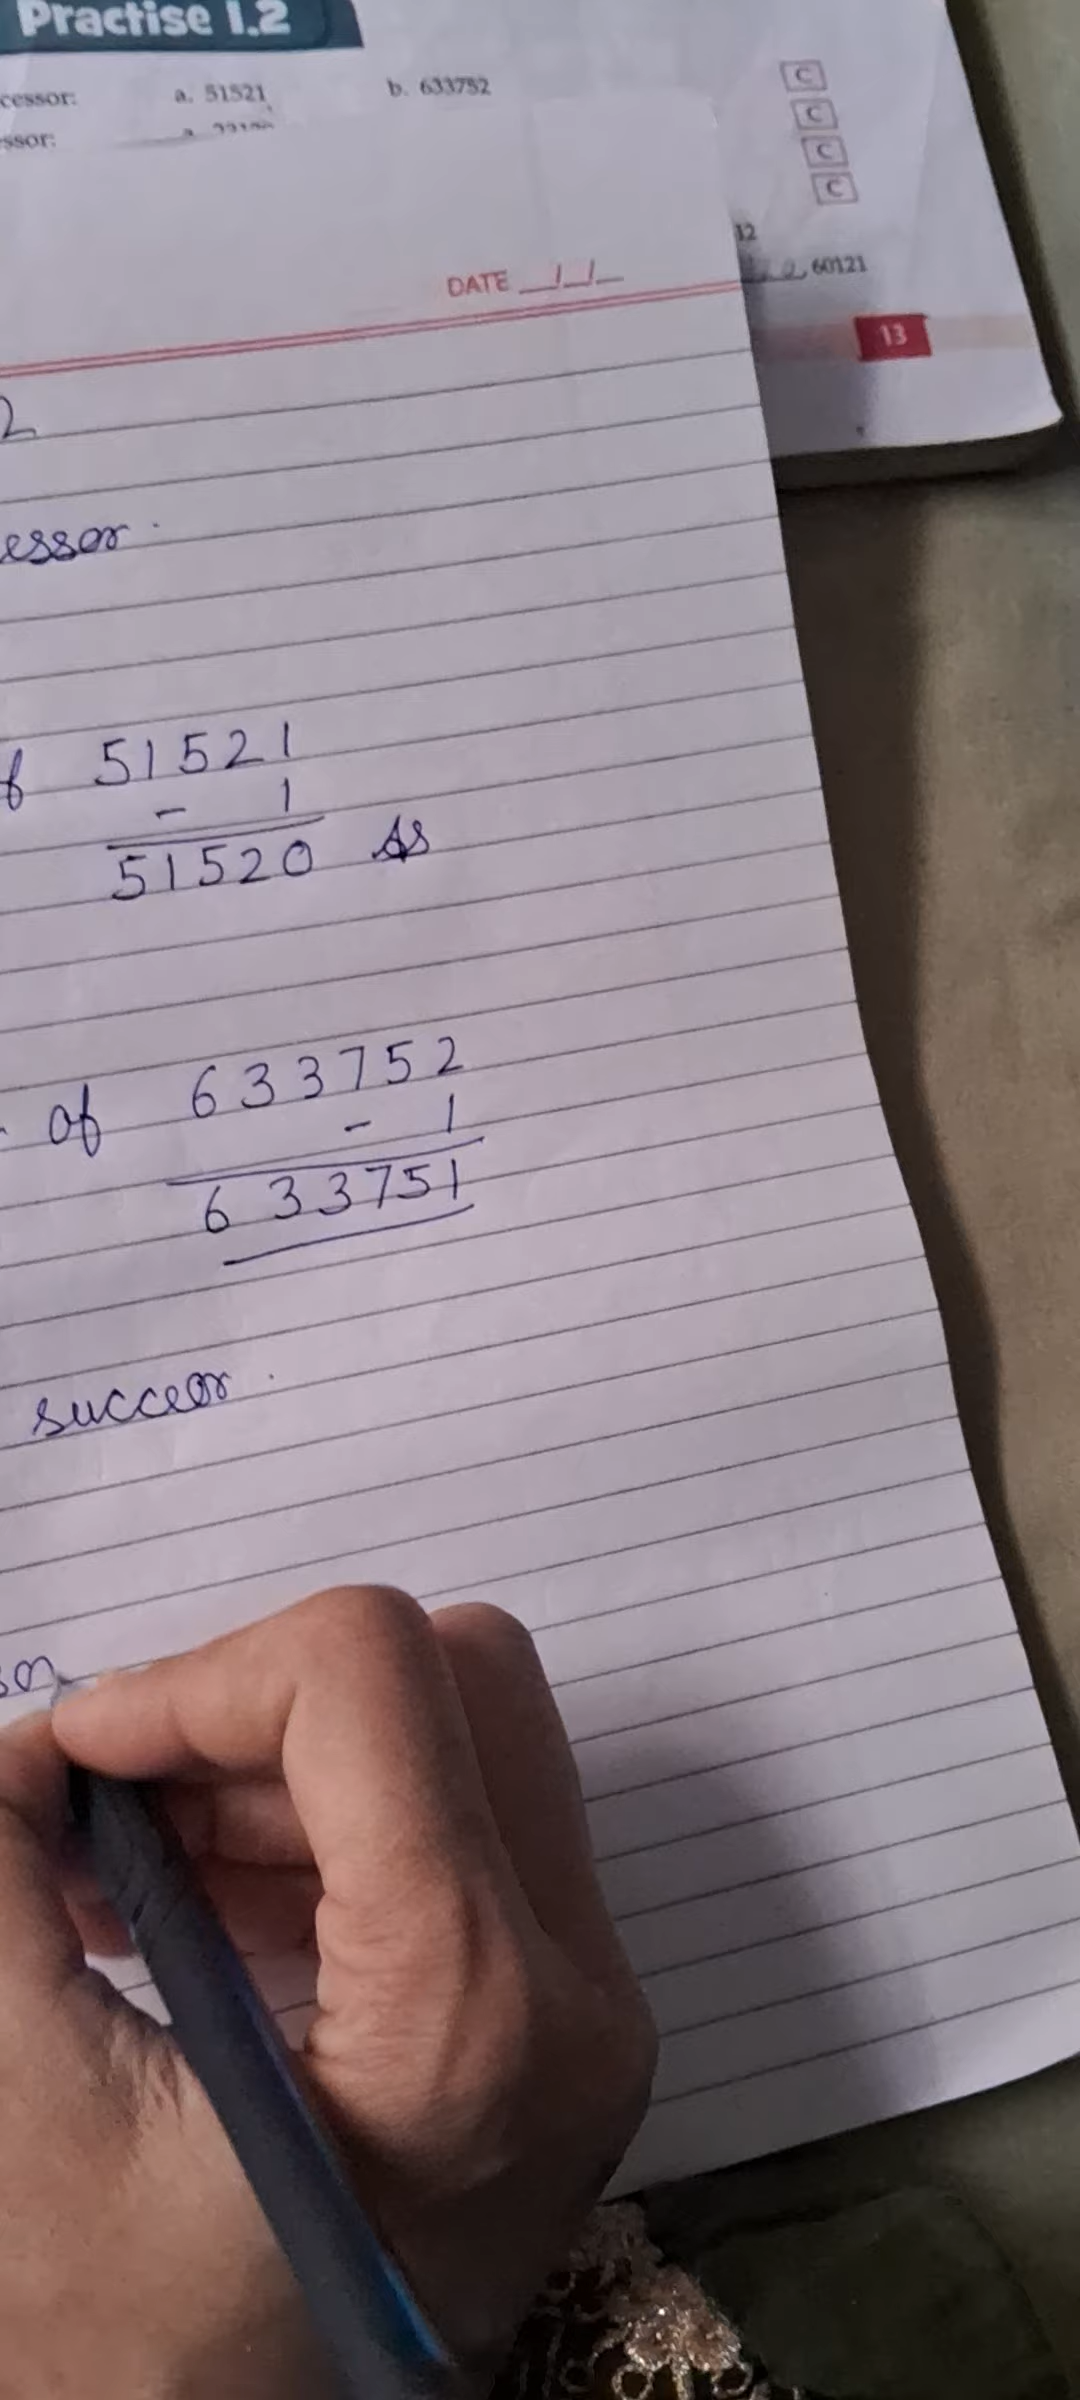 Practise 1.2
cessor: a. 51521 b. 633752
ssor:
C
C
C
C
12
60121
13
DATE
2
essor.
51521
- 1
51520
of 633752
- 1
633751
succeor.